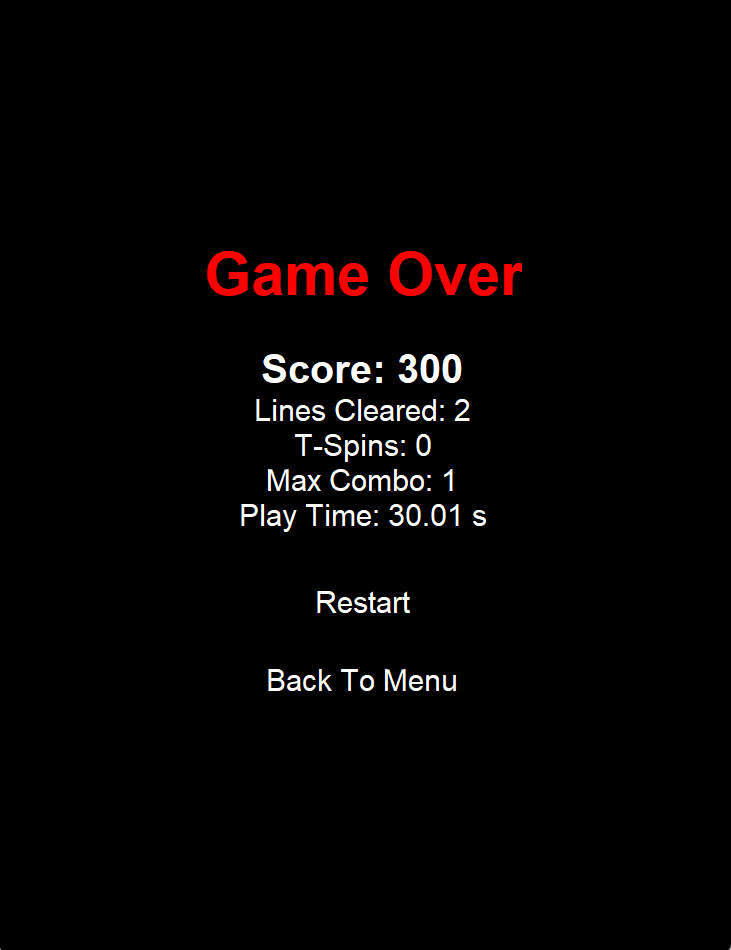 Game Over
Score: 300
Lines Cleared: 2
T-Spins: 0
Max Combo: 1
Play Time: 30.01 s
Restart
Back To Menu